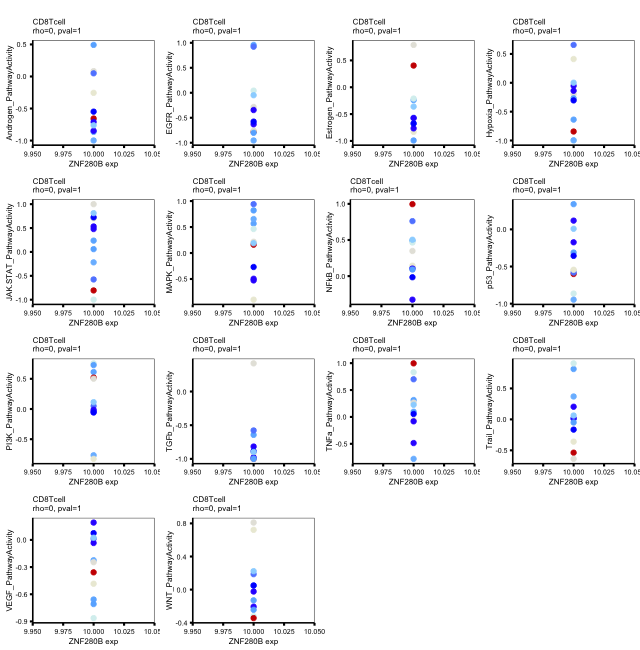 CD8Tcell
rho=0, pval=1
Androgen_PathwayActivity
0.5
0.0
-0.5
-1.0
9.950 9.975 10.000 10.025 10.05
ZNF280B exp
CD8Tcell
rho=0, pval=1
EGFR_PathwayActivity
1.0
0.5
0.0
-0.5
-1.0
9.950 9.975 10.000 10.025 10.05
ZNF280B exp
CD8Tcell
rho=0, pval=1
Estrogen_PathwayActivity
0.5
0.0
-0.5
-1.0
9.950 9.975 10.000 10.025 10.05
ZNF280B exp
CD8Tcell
rho=0, pval=1
Hypoxia_PathwayActivity
0.5
0.0
-0.5
-1.0
9.950 9.975 10.000 10.025 10.05
ZNF280B exp
CD8Tcell
rho=0, pval=1
JAK.STAT_PathwayActivity
1.0
0.5
0.0
-0.5
-1.0
9.950 9.975 10.000 10.025 10.05
ZNF280B exp
CD8Tcell
rho=0, pval=1
MAPK_PathwayActivity
1.0
0.5
0.0
-0.5
9.950 9.975 10.000 10.025 10.05
ZNF280B exp
CD8Tcell
rho=0, pval=1
NFkB_PathwayActivity
1.0
0.5
0.0
9.950 9.975 10.000 10.025 10.05
ZNF280B exp
CD8Tcell
rho=0, pval=1
p53_PathwayActivity
0.0
-0.5
-1.0
9.950 9.975 10.000 10.025 10.05
ZNF280B exp
CD8Tcell
rho=0, pval=1
PI3K_PathwayActivity
0.5
0.0
-0.5
9.950 9.975 10.000 10.025 10.05
ZNF280B exp
CD8Tcell
rho=0, pval=1
TGFb_PathwayActivity
0.0
-0.5
-1.0
9.950 9.975 10.000 10.025 10.05
ZNF280B exp
CD8Tcell
rho=0, pval=1
TNFa_PathwayActivity
1.0
0.5
0.0
-0.5
9.950 9.975 10.000 10.025 10.05
ZNF280B exp
CD8Tcell
rho=0, pval=1
Trail_PathwayActivity
0.5
0.0
-0.5
9.950 9.975 10.000 10.025 10.05
ZNF280B exp
CD8Tcell
rho=0, pval=1
VEGF_PathwayActivity
0.0
-0.3
-0.6
-0.9
9.950 9.975 10.000 10.025 10.05
ZNF280B exp
CD8Tcell
rho=0, pval=1
WNT_PathwayActivity
0.8
0.4
0.0
-0.4
9.950 9.975 10.000 10.025 10.050
ZNF280B exp